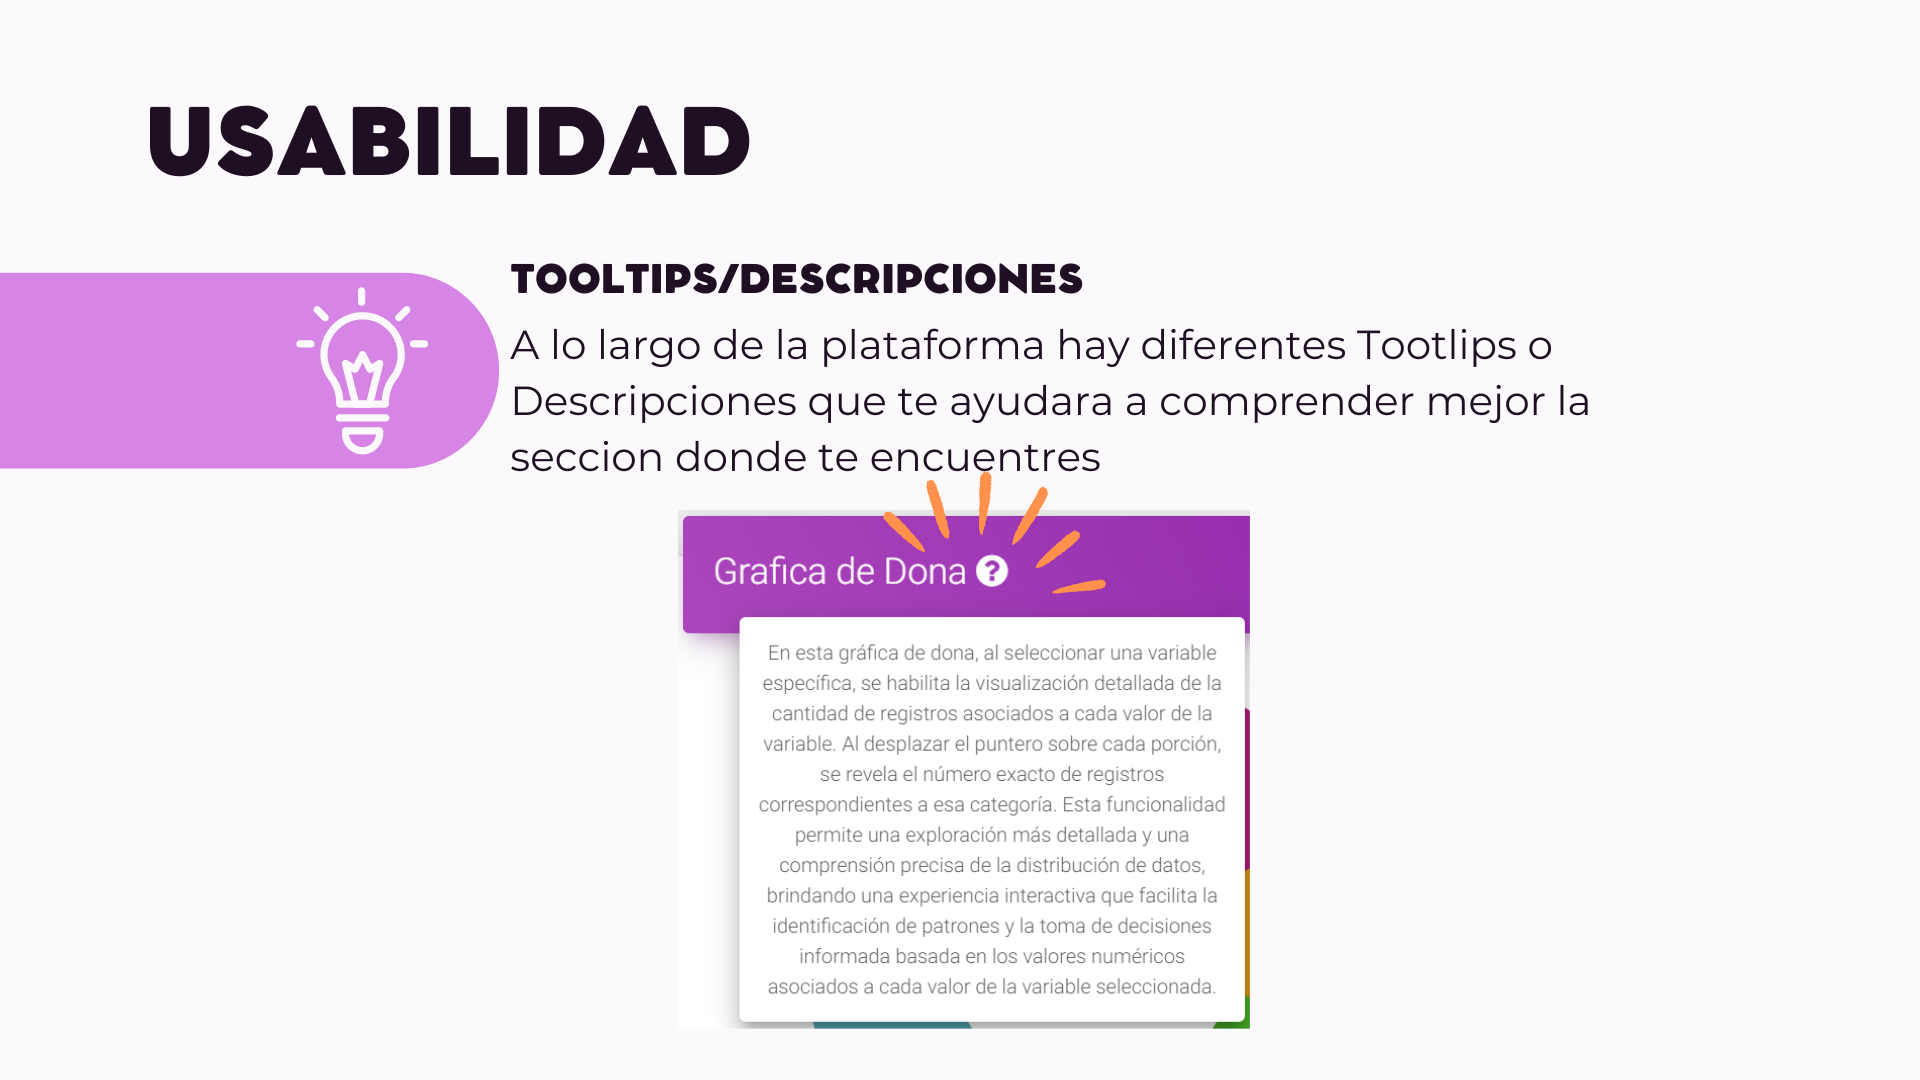 USABILIDAD
TOOLTIPS/DESCRIPCIONES
A lo largo de la plataforma hay diferentes Tootlips o
Descripciones que te ayudara a comprender mejor la
seccion donde te encuentres
Grafica de Dona ?
En esta gráfica de dona, al seleccionar una variable
específica, se habilita la visualización detallada de la
cantidad de registros asociados a cada valor de la
variable. Al desplazar el puntero sobre cada porción,
se revela el número exacto de registros
correspondientes a esa categoría. Esta funcionalidad
permite una exploración más detallada y una
comprensión precisa de la distribución de datos,
brindando una experiencia interactiva que facilita la
identificación de patrones y la toma de decisiones
informada basada en los valores numéricos
asociados a cada valor de la variable seleccionada.